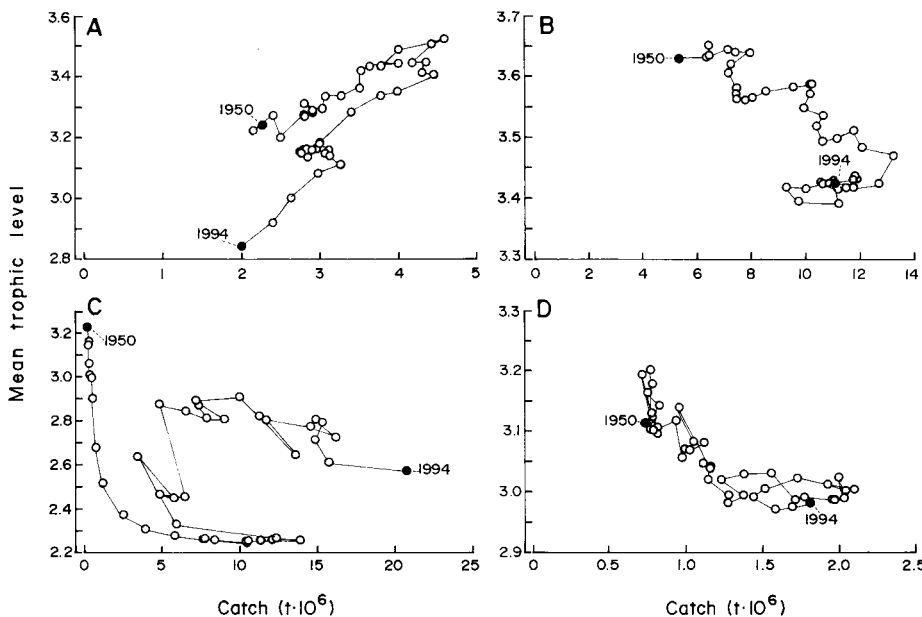 Mean trophic level
A
3.6
3.4
3.2
3.0
2.8
1950
1994
0 1 2 3 4 5
B
3.7
3.6
3.5
3.4
3.3
1950
1994
0 2 4 6 8 10 12 14
C
3.2
3.0
2.8
2.6
2.4
2.2
1950
1994
0 5 10 15 20 25
Catch (t·10⁶)
D
3.3
3.2
3.1
3.0
2.9
1950
1994
0 0.5 1.0 1.5 2.0 2.5
Catch (t·10⁶)